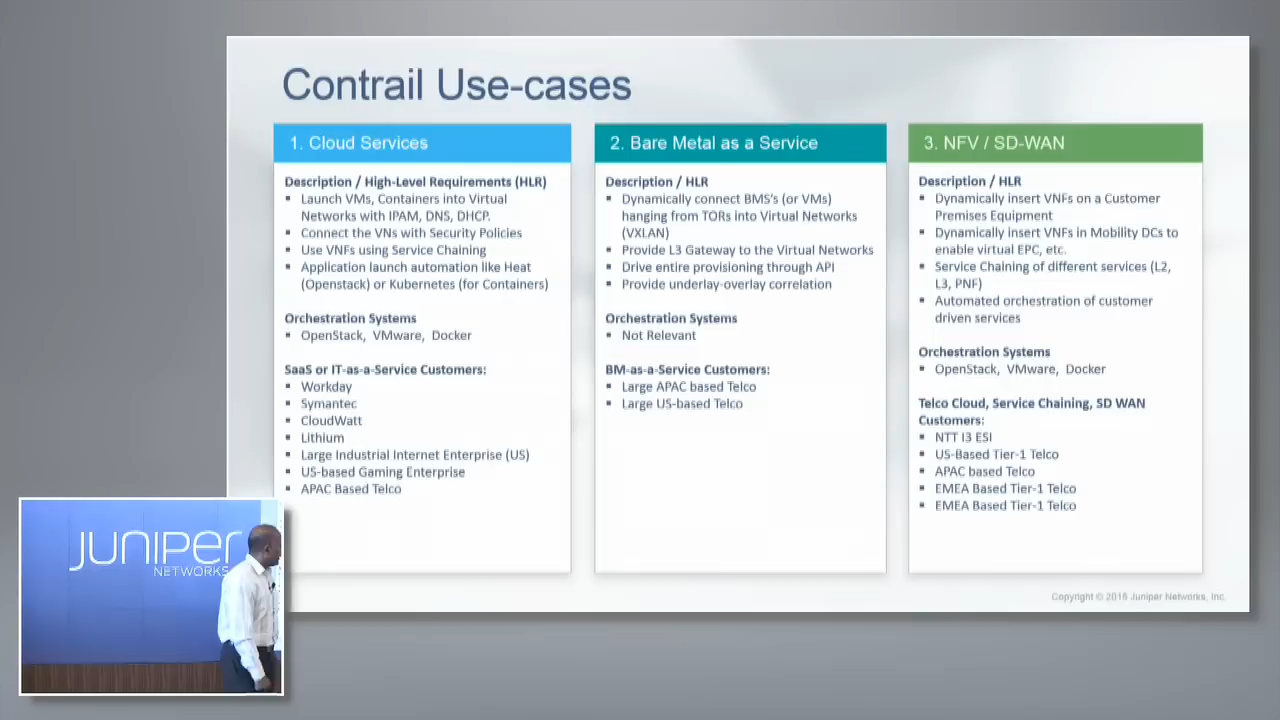 Contrail Use-cases
1. Cloud Services
Description / High-Level Requirements (HLR)
▪ Launch VMs, Containers into Virtual
Networks with IPAM, DNS, DHCP.
▪ Connect the VNs with Security Policies
▪ Use VNFs using Service Chaining
▪ Application launch automation like Heat
(Openstack) or Kubernetes (for Containers)
Orchestration Systems
▪ OpenStack, VMware, Docker
SaaS or IT-as-a-Service Customers:
▪ Workday
▪ Symantec
▪ CloudWatt
▪ Lithium
▪ Large Industrial Internet Enterprise (US)
▪ US-based Gaming Enterprise
▪ APAC Based Telco
2. Bare Metal as a Service
Description / HLR
▪ Dynamically connect BMS's (or VMs)
hanging from TORs into Virtual Networks
(VXLAN)
▪ Provide L3 Gateway to the Virtual Networks
▪ Drive entire provisioning through API
▪ Provide underlay-overlay correlation
Orchestration Systems
▪ Not Relevant
BM-as-a-Service Customers:
▪ Large APAC based Telco
▪ Large US-based Telco
3. NFV / SD-WAN
Description / HLR
▪ Dynamically insert VNFs on a Customer
Premises Equipment
▪ Dynamically insert VNFs in Mobility DCs to
enable virtual EPC, etc.
▪ Service Chaining of different services (L2,
L3, PNF)
▪ Automated orchestration of customer
driven services
Orchestration Systems
▪ OpenStack, VMware, Docker
Telco Cloud, Service Chaining, SD WAN
Customers:
▪ NTT I3 ESI
▪ US-Based Tier-1 Telco
▪ APAC based Telco
▪ EMEA Based Tier-1 Telco
▪ EMEA Based Tier-1 Telco
Copyright © 2016 Juniper Networks, Inc.
JUNIPER
NETWORKS